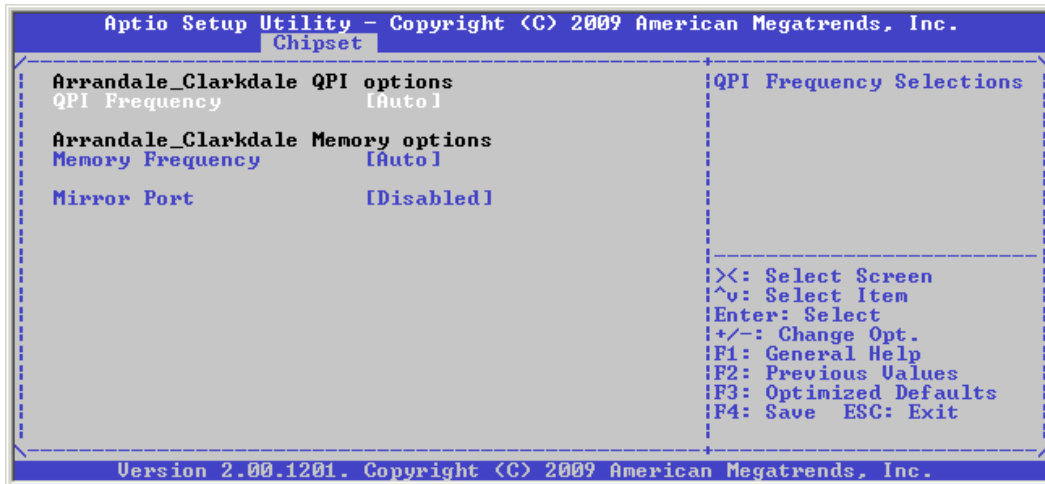 Aptio Setup Utility – Copyright (C) 2009 American Megatrends, Inc.
Chipset
Arrandale_Clarkdale QPI options
QPI Frequency [Auto]
Arrandale_Clarkdale Memory options
Memory Frequency [Auto]
Mirror Port [Disabled]
QPI Frequency Selections
><: Select Screen
^v: Select Item
Enter: Select
+/-: Change Opt.
F1: General Help
F2: Previous Values
F3: Optimized Defaults
F4: Save ESC: Exit
Version 2.00.1201. Copyright (C) 2009 American Megatrends, Inc.